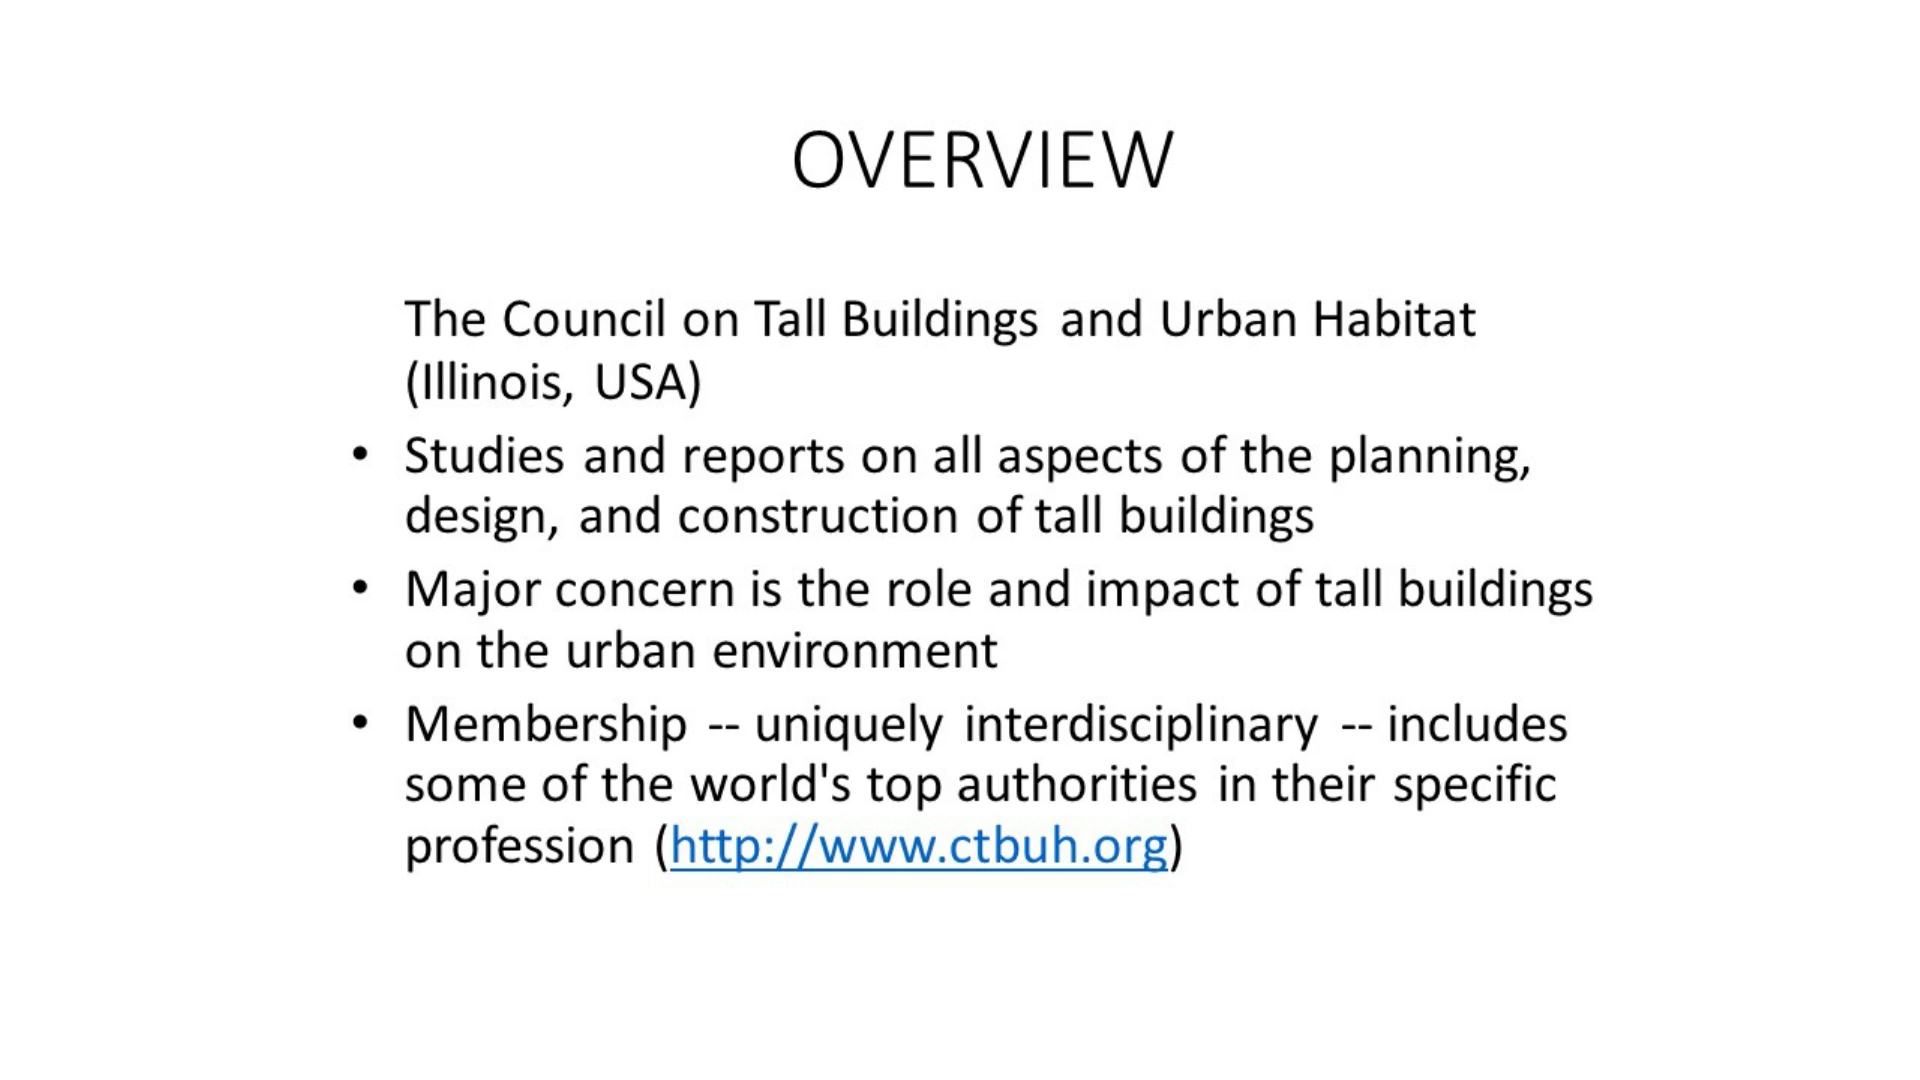 OVERVIEW
The Council on Tall Buildings and Urban Habitat
(Illinois, USA)
• Studies and reports on all aspects of the planning,
design, and construction of tall buildings
• Major concern is the role and impact of tall buildings
on the urban environment
• Membership -- uniquely interdisciplinary -- includes
some of the world's top authorities in their specific
profession (http://www.ctbuh.org)